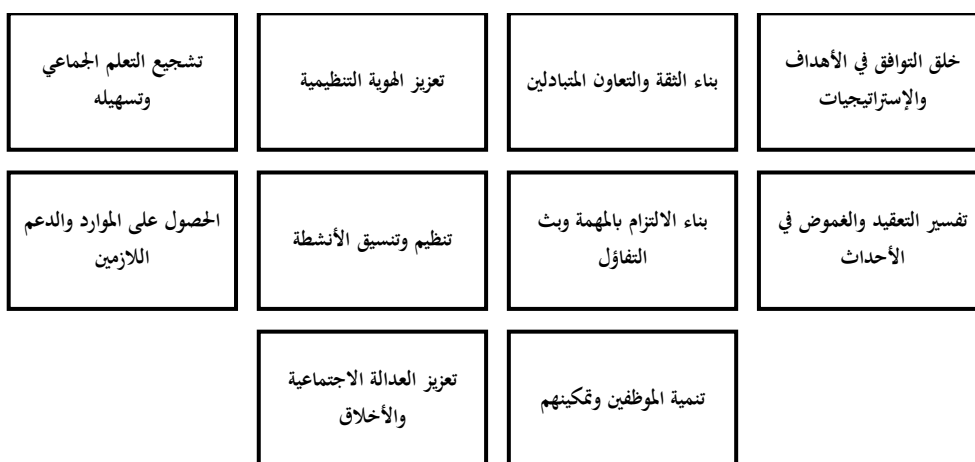 خلق التوافق في الأهداف
والإستراتيجيات
بناء الثقة والتعاون المتبادلين
تعزيز الهوية التنظيمية
تشجيع التعلم الجماعي
وتسهيله
تفسير التعقيد والغموض في
الأحداث
بناء الالتزام بالمهمة وبث
التفاؤل
تنظيم وتنسيق الأنشطة
الحصول على الموارد والدعم
اللازمين
تنمية الموظفين وتمكينهم
تعزيز العدالة الاجتماعية
والأخلاق